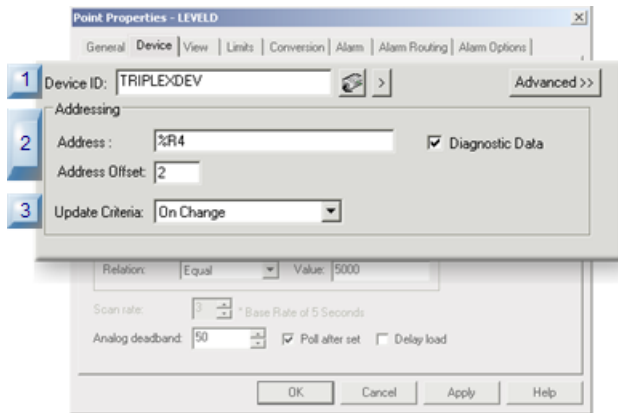 Point Properties - LEVELD
General Device View Limits Conversion Alarm Alarm Routing Alarm Options
1 Device ID: TRIPLEXDEV > Advanced >>
Addressing
2 Address : %R4 Diagnostic Data
Address Offset: 2
3 Update Criteria: On Change
Relation: Equal Value: 5000
Scan rate: 3 * Base Rate of 5 Seconds
Analog deadband: 50 Poll after set Delay load
OK Cancel Apply Help